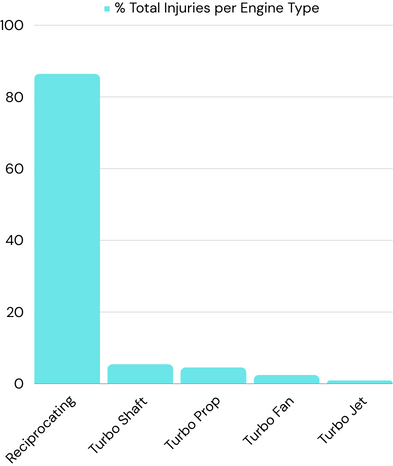 % Total Injuries per Engine Type
100
80
60
40
20
0
Reciprocating
Turbo Shaft
Turbo Prop
Turbo Fan
Turbo Jet